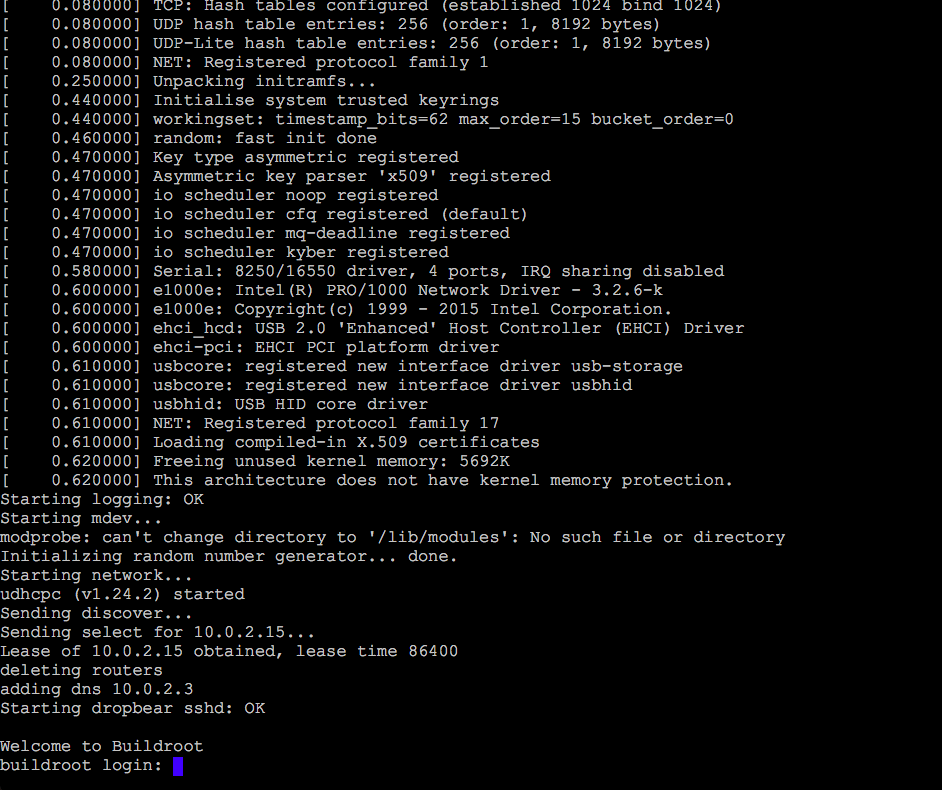 [    0.080000] TCP: Hash tables configured (established 1024 bind 1024)
[    0.080000] UDP hash table entries: 256 (order: 1, 8192 bytes)
[    0.080000] UDP-Lite hash table entries: 256 (order: 1, 8192 bytes)
[    0.080000] NET: Registered protocol family 1
[    0.250000] Unpacking initramfs...
[    0.440000] Initialise system trusted keyrings
[    0.440000] workingset: timestamp_bits=62 max_order=15 bucket_order=0
[    0.460000] random: fast init done
[    0.470000] Key type asymmetric registered
[    0.470000] Asymmetric key parser 'x509' registered
[    0.470000] io scheduler noop registered
[    0.470000] io scheduler cfq registered (default)
[    0.470000] io scheduler mq-deadline registered
[    0.470000] io scheduler kyber registered
[    0.580000] Serial: 8250/16550 driver, 4 ports, IRQ sharing disabled
[    0.600000] e1000e: Intel(R) PRO/1000 Network Driver - 3.2.6-k
[    0.600000] e1000e: Copyright(c) 1999 - 2015 Intel Corporation.
[    0.600000] ehci_hcd: USB 2.0 'Enhanced' Host Controller (EHCI) Driver
[    0.600000] ehci-pci: EHCI PCI platform driver
[    0.610000] usbcore: registered new interface driver usb-storage
[    0.610000] usbcore: registered new interface driver usbhid
[    0.610000] usbhid: USB HID core driver
[    0.610000] NET: Registered protocol family 17
[    0.610000] Loading compiled-in X.509 certificates
[    0.620000] Freeing unused kernel memory: 5692K
[    0.620000] This architecture does not have kernel memory protection.
Starting logging: OK
Starting mdev...
modprobe: can't change directory to '/lib/modules': No such file or directory
Initializing random number generator... done.
Starting network...
udhcpc (v1.24.2) started
Sending discover...
Sending select for 10.0.2.15...
Lease of 10.0.2.15 obtained, lease time 86400
deleting routers
adding dns 10.0.2.3
Starting dropbear sshd: OK
Welcome to Buildroot
buildroot login: